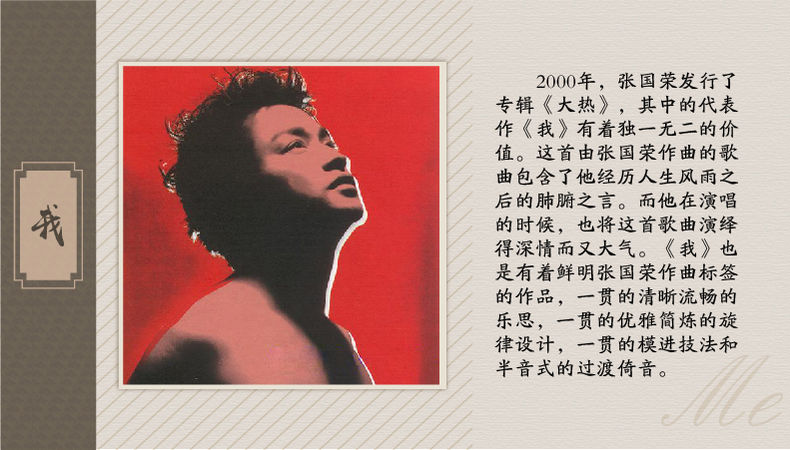 我
2000年，张国荣发行了
专辑《大热》，其中的代表
作《我》有着独一无二的价
值。这首由张国荣作曲的歌
曲包含了他经历人生风雨之
后的肺腑之言。而他在演唱
的时候，也将这首歌曲演绎
得深情而又大气。《我》也
是有着鲜明张国荣作曲标签
的作品，一贯的清晰流畅的
乐思，一贯的优雅简炼的旋
律设计，一贯的模进技法和
半音式的过渡倚音。
Me